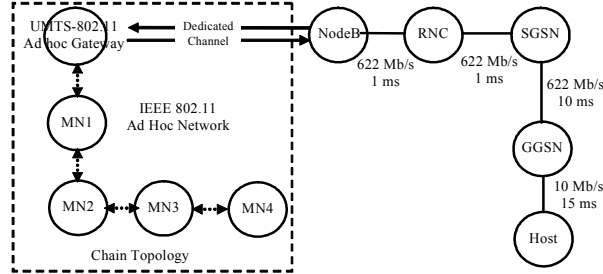 UMTS-802.11
Ad hoc Gateway
Dedicated
Channel
NodeB
RNC
SGSN
622 Mb/s
1 ms
622 Mb/s
1 ms
622 Mb/s
10 ms
MN1
IEEE 802.11
Ad Hoc Network
GGSN
10 Mb/s
15 ms
MN2
MN3
MN4
Host
Chain Topology